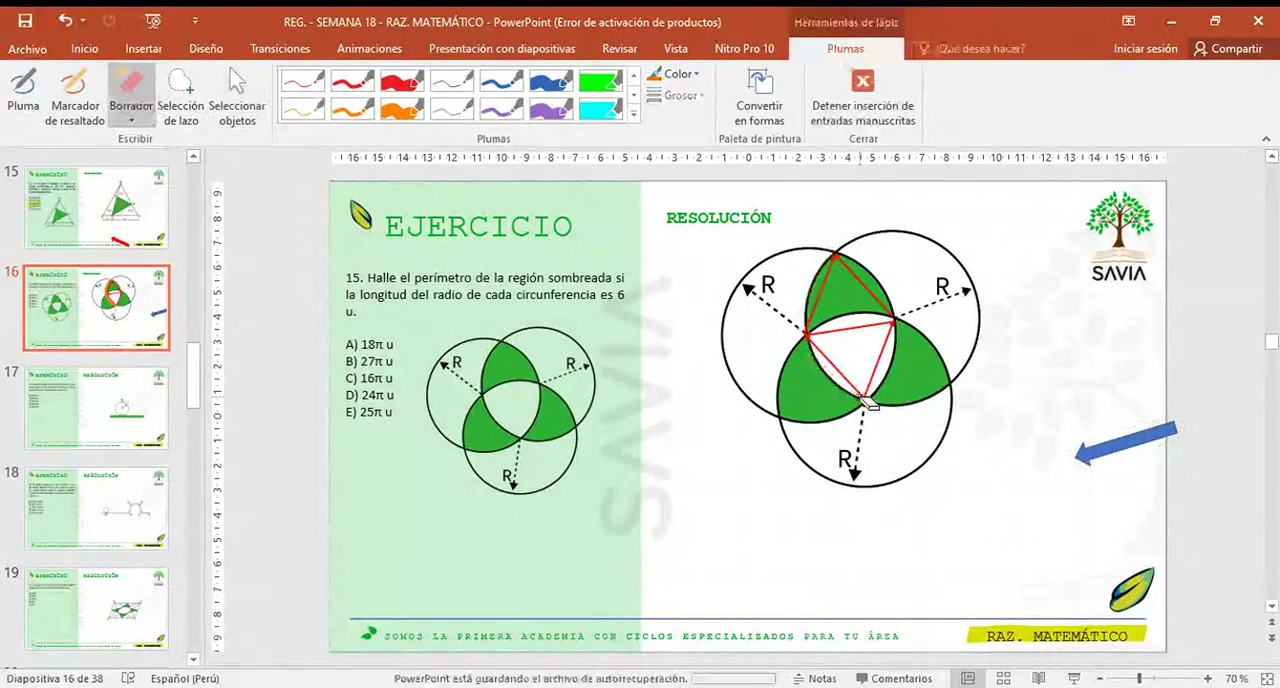 REG. - SEMANA 18 - RAZ. MATEMÁTICO - PowerPoint (Error de activación de productos)
Herramientas de lápiz
Archivo Inicio Insertar Diseño Transiciones Animaciones Presentación con diapositivas Revisar Vista Nitro Pro 10 Plumas ¿Qué desea hacer? Iniciar sesión Compartir
Pluma Marcador de resaltado Borrador Selección de lazo Seleccionar objetos
Color
Grosor
Convertir en formas
Detener inserción de entradas manuscritas
Escribir Plumas Paleta de pintura Cerrar
15
16
17
18
19
EJERCICIO
RESOLUCIÓN
SAVIA
15. Halle el perímetro de la región sombreada si
la longitud del radio de cada circunferencia es 6
u.
A) 18π u
B) 27π u
C) 16π u
D) 24π u
E) 25π u
R
R
R
R
R
R
SAVIA
SOMOS LA PRIMERA ACADEMIA CON CICLOS ESPECIALIZADOS PARA TU ÁREA
RAZ. MATEMÁTICO
Diapositiva 16 de 38 Español (Perú) PowerPoint está guardando el archivo de autorrecuperación. Notas Comentarios 70 %